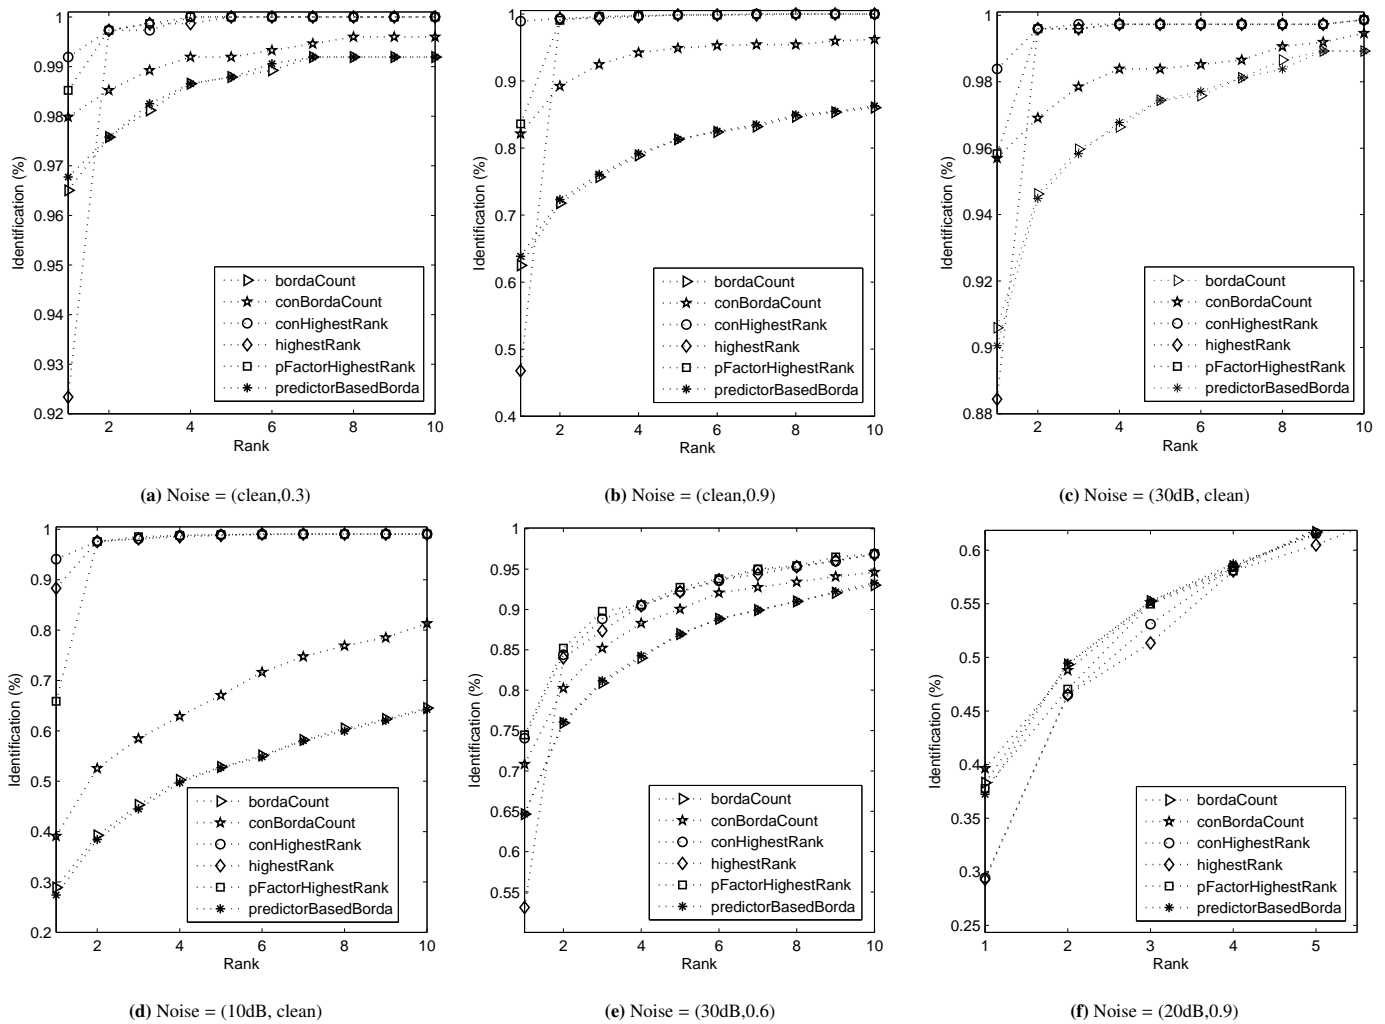 1
0.99
0.98
0.97
0.96
0.95
0.94
0.93
0.92
Identification (%)
2 4 6 8 10
Rank
bordaCount
conBordaCount
conHighestRank
highestRank
pFactorHighestRank
predictorBasedBorda
(a) Noise = (clean,0.3)
1
0.9
0.8
0.7
0.6
0.5
0.4
Identification (%)
2 4 6 8 10
Rank
bordaCount
conBordaCount
conHighestRank
highestRank
pFactorHighestRank
predictorBasedBorda
(b) Noise = (clean,0.9)
1
0.98
0.96
0.94
0.92
0.9
0.88
Identification (%)
2 4 6 8 10
Rank
bordaCount
conBordaCount
conHighestRank
highestRank
pFactorHighestRank
predictorBasedBorda
(c) Noise = (30dB, clean)
1
0.9
0.8
0.7
0.6
0.5
0.4
0.3
0.2
Identification (%)
2 4 6 8 10
Rank
bordaCount
conBordaCount
conHighestRank
highestRank
pFactorHighestRank
predictorBasedBorda
(d) Noise = (10dB, clean)
1
0.95
0.9
0.85
0.8
0.75
0.7
0.65
0.6
0.55
Identification (%)
2 4 6 8 10
Rank
bordaCount
conBordaCount
conHighestRank
highestRank
pFactorHighestRank
predictorBasedBorda
(e) Noise = (30dB,0.6)
0.6
0.55
0.5
0.45
0.4
0.35
0.3
0.25
Identification (%)
1 2 3 4 5
Rank
bordaCount
conBordaCount
conHighestRank
highestRank
pFactorHighestRank
predictorBasedBorda
(f) Noise = (20dB,0.9)